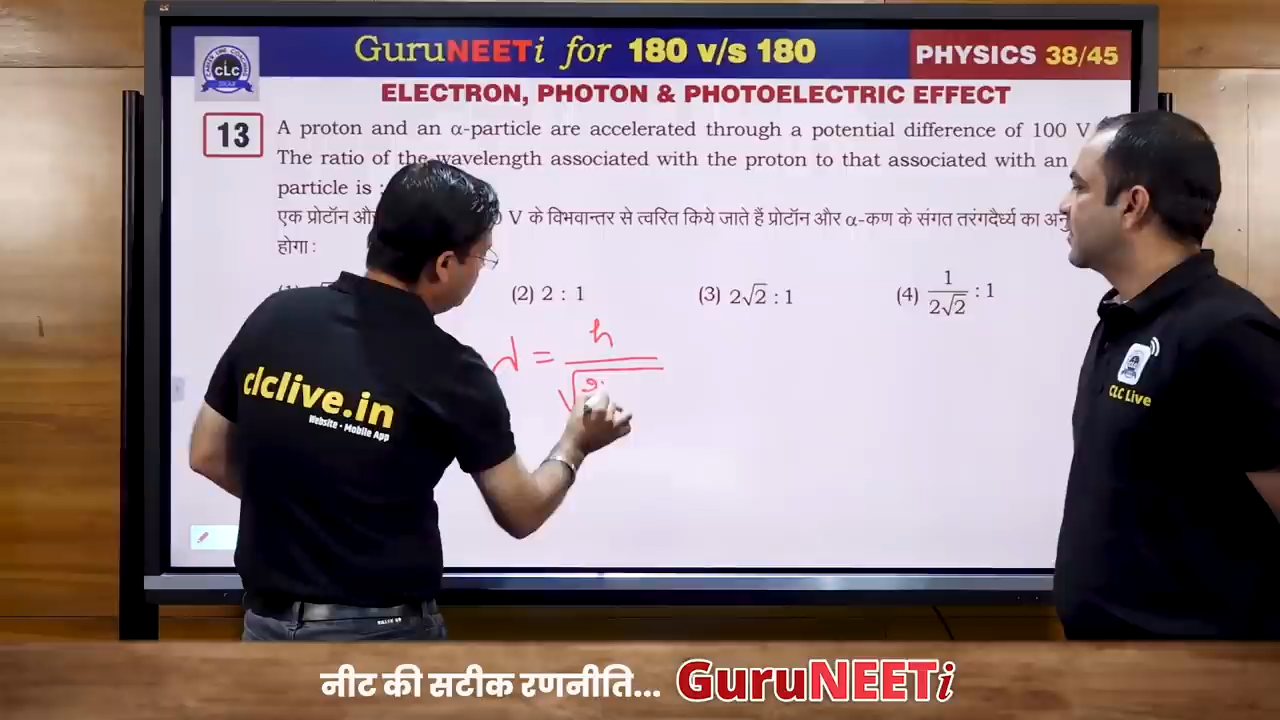 GuruNEETi for 180 v/s 180
PHYSICS 38/45
CLC
ELECTRON, PHOTON & PHOTOELECTRIC EFFECT
13
A proton and an α-particle are accelerated through a potential difference of 100 V
The ratio of the wavelength associated with the proton to that associated with an
particle is :
एक प्रोटॉन V के विभवान्तर से त्वरित किये जाते हैं प्रोटॉन और α-कण के संगत तरंगदैर्ध्य का
होगा :
(2) 2 : 1
(3) 2√2 : 1
(4) 1/2√2 : 1
λ = h/√2
clclive.in
Website • Mobile App
CLC Live
नीट की सटीक रणनीति... GuruNEETi